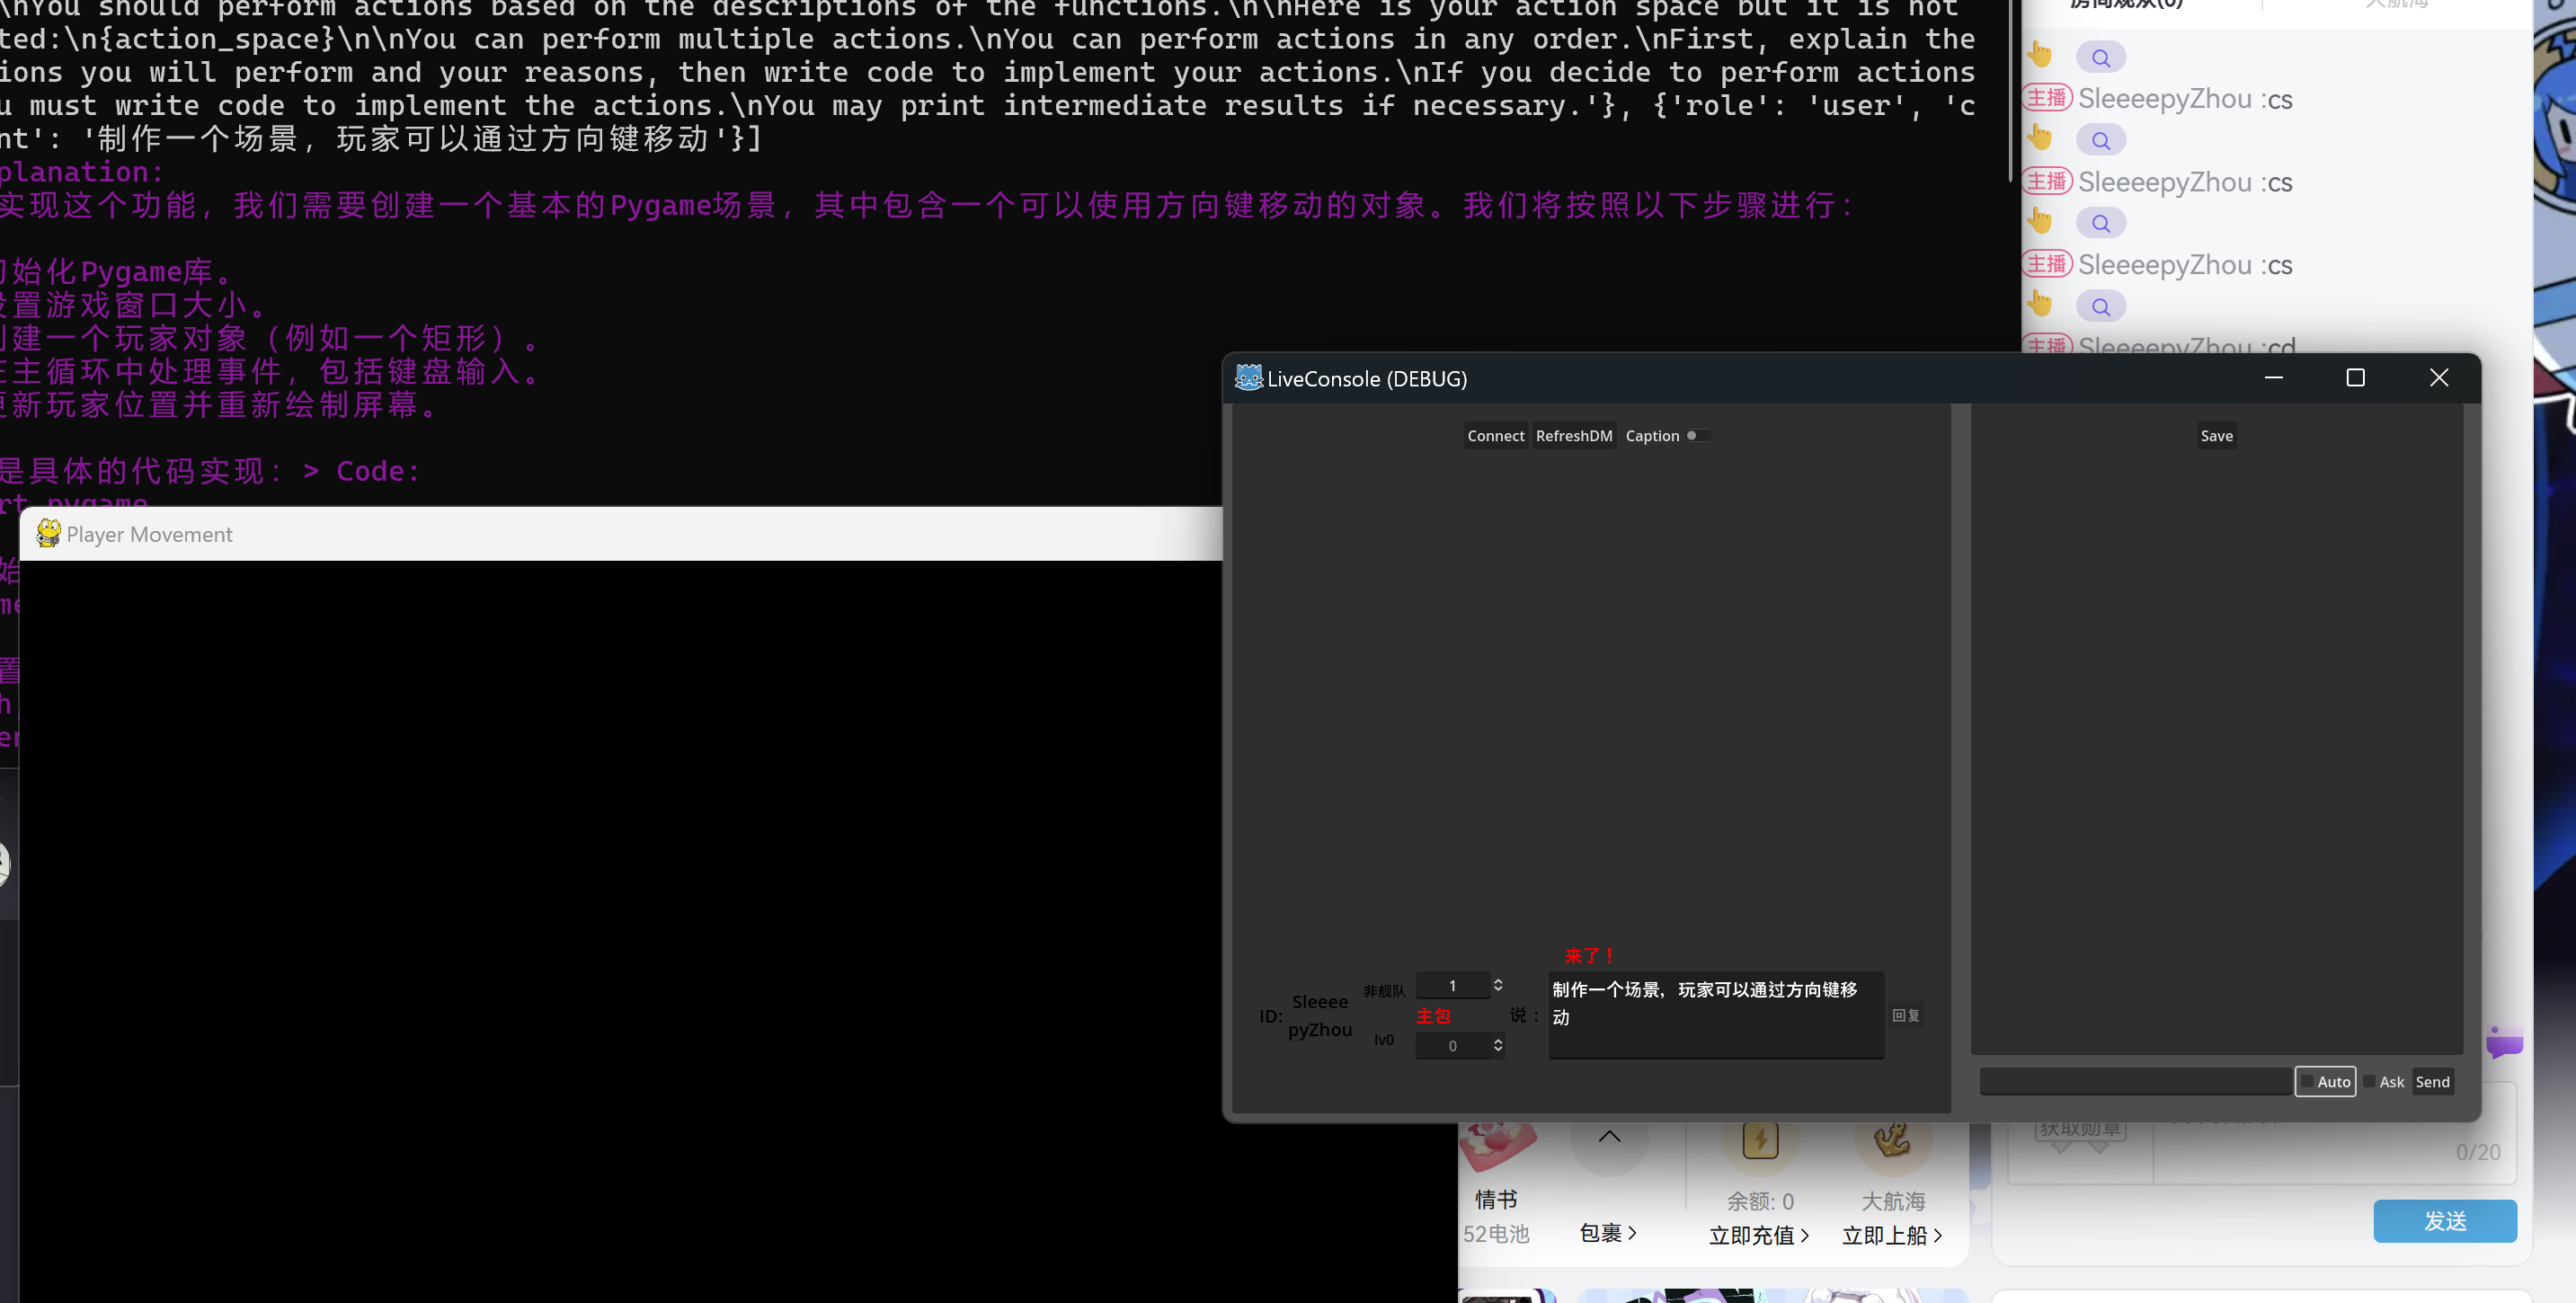 \nYou should perform actions based on the descriptions of the functions.\n\nHere is your action space but it is not
ted:\n{action_space}\n\nYou can perform multiple actions.\nYou can perform actions in any order.\nFirst, explain the
ions you will perform and your reasons, then write code to implement your actions.\nIf you decide to perform actions
u must write code to implement the actions.\nYou may print intermediate results if necessary.'}, {'role': 'user', 'c
nt': '制作一个场景，玩家可以通过方向键移动'}]
planation:
实现这个功能，我们需要创建一个基本的Pygame场景，其中包含一个可以使用方向键移动的对象。我们将按照以下步骤进行：
始化Pygame库。
置游戏窗口大小。
建一个玩家对象（例如一个矩形）。
主循环中处理事件，包括键盘输入。
更新玩家位置并重新绘制屏幕。
是具体的代码实现：> Code:
rt pygame
始
me
置
h
er
Player Movement
房间观众(0)
大航海
主播 SleeeepyZhou :cs
主播 SleeeepyZhou :cs
主播 SleeeepyZhou :cs
主播 SleeeepyZhou :cd
LiveConsole (DEBUG)
Connect RefreshDM Caption
Save
来了！
ID: Sleeee
pyZhou
非舰队 1
主包
lv0 0
说：
制作一个场景，玩家可以通过方向键移
动
回复
Auto Ask Send
情书
52电池
包裹
余额: 0
立即充值
大航海
立即上船
获取勋章
0/20
发送